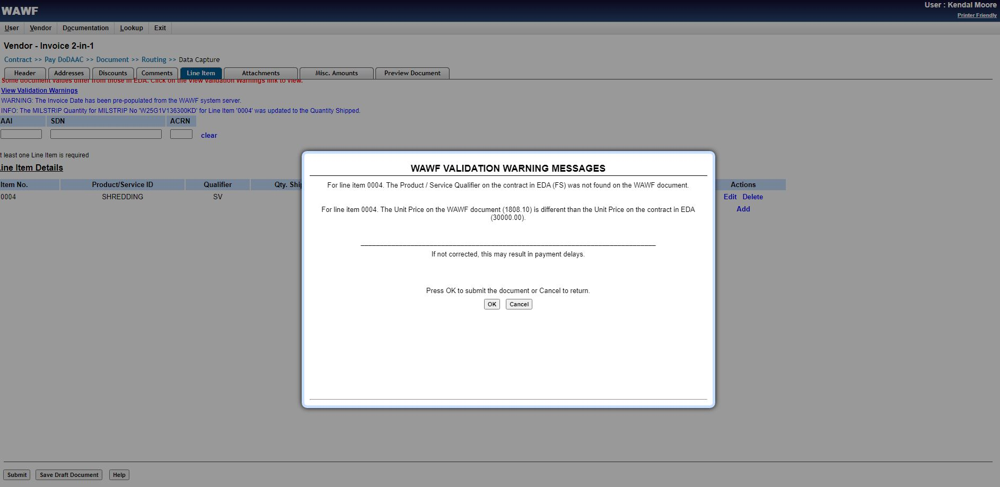 WAWF
User : Kendal Moore
Printer Friendly
User Vendor Documentation Lookup Exit
Vendor - Invoice 2-in-1
Contract >> Pay DoDAAC >> Document >> Routing >> Data Capture
Header Addresses Discounts Comments Line Item Attachments Misc. Amounts Preview Document
Some document values differ from those in EDA. Click on the View Validation Warnings link to view.
View Validation Warnings
WARNING: The Invoice Date has been pre-populated from the WAWF system server.
INFO: The MILSTRIP Quantity for MILSTRIP No 'W25G1V136300KD' for Line Item '0004' was updated to the Quantity Shipped.
AAI SDN ACRN
clear
t least one Line Item is required
ine Item Details
Item No. Product/Service ID Qualifier Qty. Ship Actions
0004 SHREDDING SV Edit Delete
Add
WAWF VALIDATION WARNING MESSAGES
For line item 0004. The Product / Service Qualifier on the contract in EDA (FS) was not found on the WAWF document.
For line item 0004. The Unit Price on the WAWF document (1808.10) is different than the Unit Price on the contract in EDA
(30000.00).
If not corrected, this may result in payment delays.
Press OK to submit the document or Cancel to return.
OK Cancel
Submit Save Draft Document Help